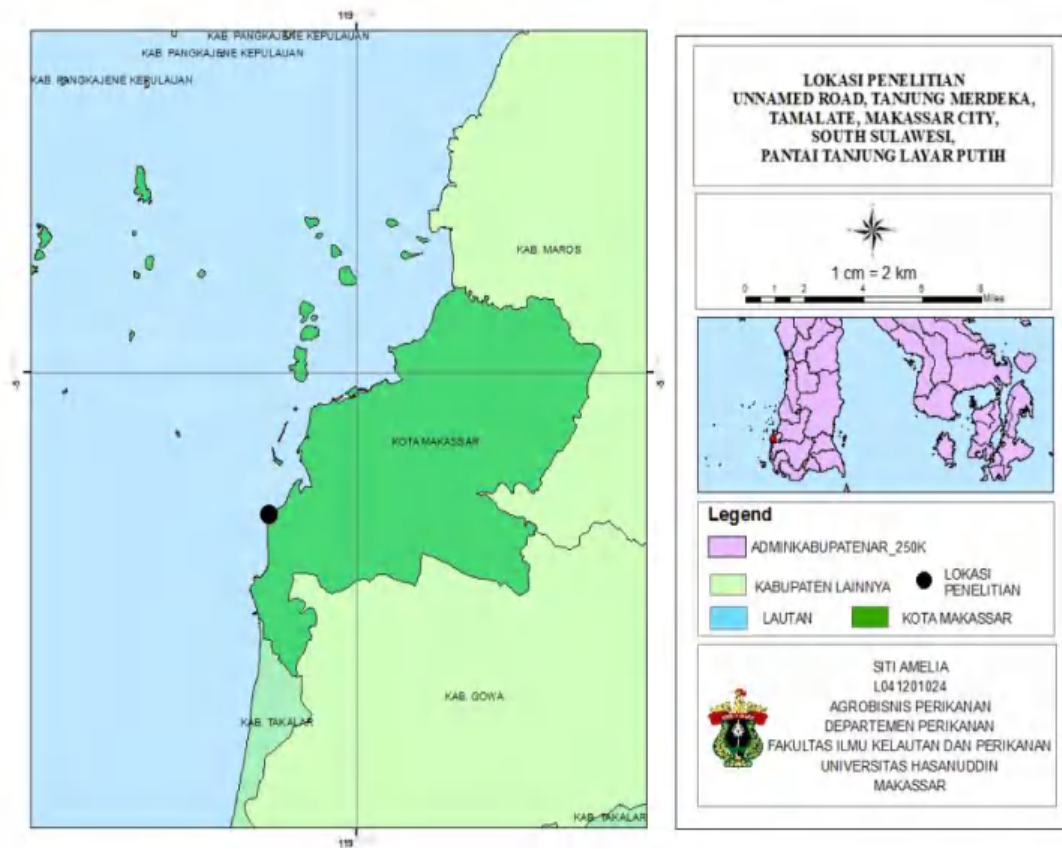 119
KAB. PANGKAJENE KEPULAUAN
KAB. PANGKAJENE KEPULAUAN
KAB. PANGKAJENE KEPULAUAN
KAB. MAROS
-5
-5
KOTA MAKASSAR
KAB. GOWA
KAB. TAKALAR
KAB. TAKALAR
119
LOKASI PENELITIAN
UNNAMED ROAD, TANJUNG MERDEKA,
TAMALATE, MAKASSAR CITY,
SOUTH SULAWESI,
PANTAI TANJUNG LAYAR PUTIH
1 cm = 2 km
0 1 2 4 6 8
Miles
Legend
ADMINKABUPATENAR_250K
KABUPATEN LAINNYA
LOKASI
PENELITIAN
LAUTAN
KOTA MAKASSAR
SITI AMELIA
L041201024
AGROBISNIS PERIKANAN
DEPARTEMEN PERIKANAN
FAKULTAS ILMU KELAUTAN DAN PERIKANAN
UNIVERSITAS HASANUDDIN
MAKASSAR